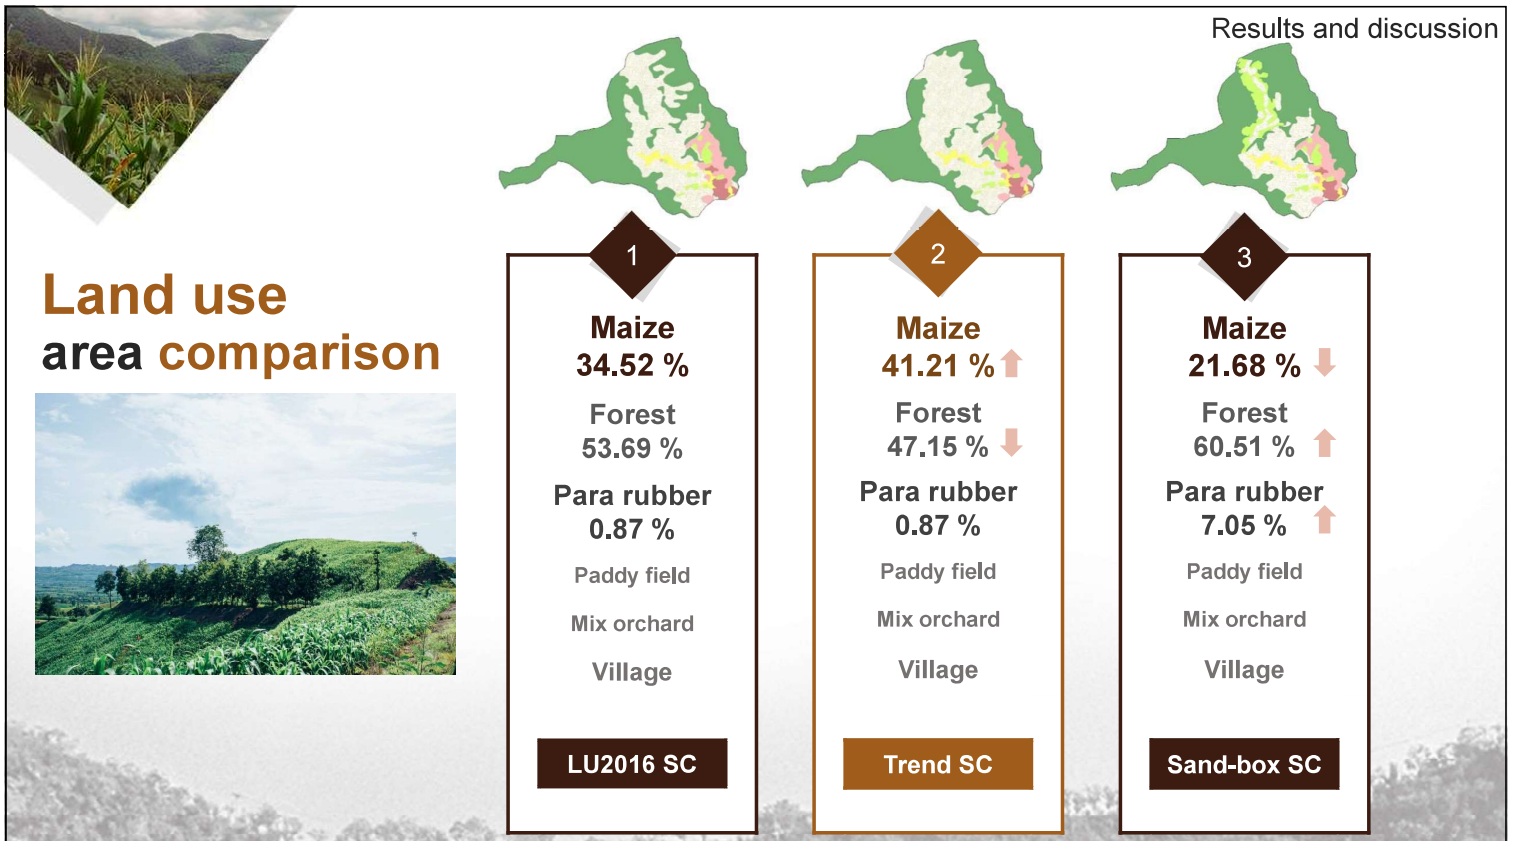 Results and discussion
Land use
area comparison
1
Maize
34.52 %
Forest
53.69 %
Para rubber
0.87 %
Paddy field
Mix orchard
Village
LU2016 SC
2
Maize
41.21 %
Forest
47.15 %
Para rubber
0.87 %
Paddy field
Mix orchard
Village
Trend SC
3
Maize
21.68 %
Forest
60.51 %
Para rubber
7.05 %
Paddy field
Mix orchard
Village
Sand-box SC